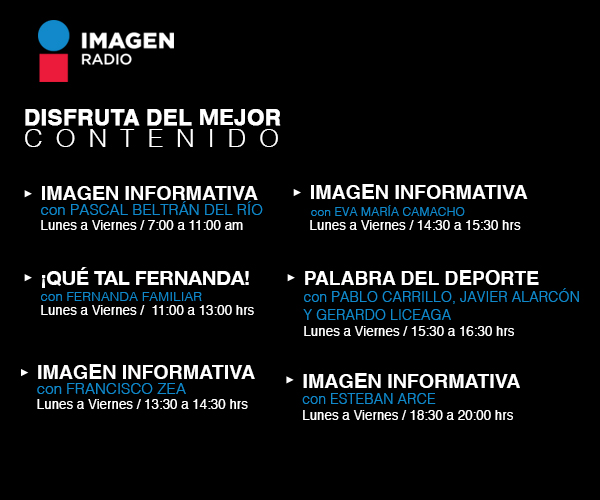 IMAGEN
RADIO
DISFRUTA DEL MEJOR
CONTENIDO
IMAGEN INFORMATIVA
con PASCAL BELTRÁN DEL RÍO
Lunes a Viernes / 7:00 a 11:00 am
¡QUÉ TAL FERNANDA!
con FERNANDA FAMILIAR
Lunes a Viernes / 11:00 a 13:00 hrs
IMAGEN INFORMATIVA
con FRANCISCO ZEA
Lunes a Viernes / 13:30 a 14:30 hrs
IMAGEN INFORMATIVA
con EVA MARÍA CAMACHO
Lunes a Viernes / 14:30 a 15:30 hrs
PALABRA DEL DEPORTE
con PABLO CARRILLO, JAVIER ALARCÓN
Y GERARDO LICEAGA
Lunes a Viernes / 15:30 a 16:30 hrs
IMAGEN INFORMATIVA
con ESTEBAN ARCE
Lunes a Viernes / 18:30 a 20:00 hrs